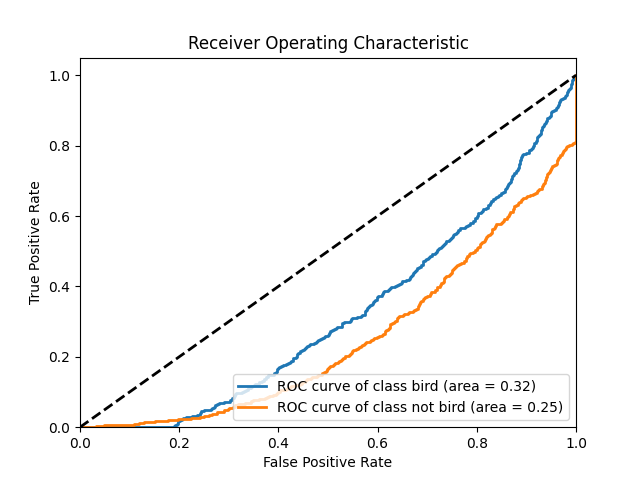 Receiver Operating Characteristic
1.0
0.8
0.6
0.4
0.2
0.0
True Positive Rate
ROC curve of class bird (area = 0.32)
ROC curve of class not bird (area = 0.25)
0.0 0.2 0.4 0.6 0.8 1.0
False Positive Rate